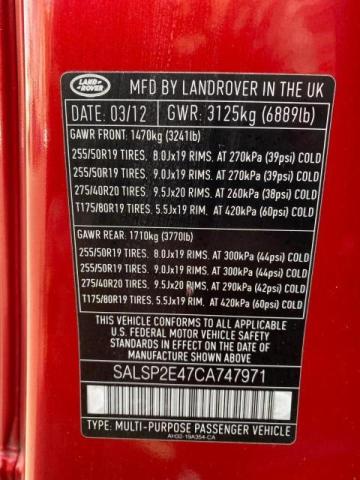 LAND-
ROVER
MFD BY LANDROVER IN THE UK
DATE: 03/12 GWR: 3125kg (6889lb)
GAWR FRONT: 1470kg (3241lb)
255/50R19 TIRES. 8.0Jx19 RIMS. AT 270kPa (39psi) COLD
255/50R19 TIRES. 9.0Jx19 RIMS. AT 270kPa (39psi) COLD
275/40R20 TIRES. 9.5Jx20 RIMS. AT 260kPa (38psi) COLD
T175/80R19 TIRES. 5.5Jx19 RIM. AT 420kPa (60psi) COLD
GAWR REAR: 1710kg (3770lb)
255/50R19 TIRES. 8.0Jx19 RIMS. AT 300kPa (44psi) COLD
255/50R19 TIRES. 9.0Jx19 RIMS. AT 300kPa (44psi) COLD
275/40R20 TIRES. 9.5Jx20 RIMS. AT 290kPa (42psi) COLD
T175/80R19 TIRES. 5.5Jx19 RIM. AT 420kPa (60psi) COLD
THIS VEHICLE CONFORMS TO ALL APPLICABLE
U.S. FEDERAL MOTOR VEHICLE SAFETY
STANDARDS IN EFFECT ON THE DATE
OF MANUFACTURE SHOWN ABOVE.
SALSP2E47CA747971
TYPE: MULTI-PURPOSE PASSENGER VEHICLE
AH32-19A354-CA